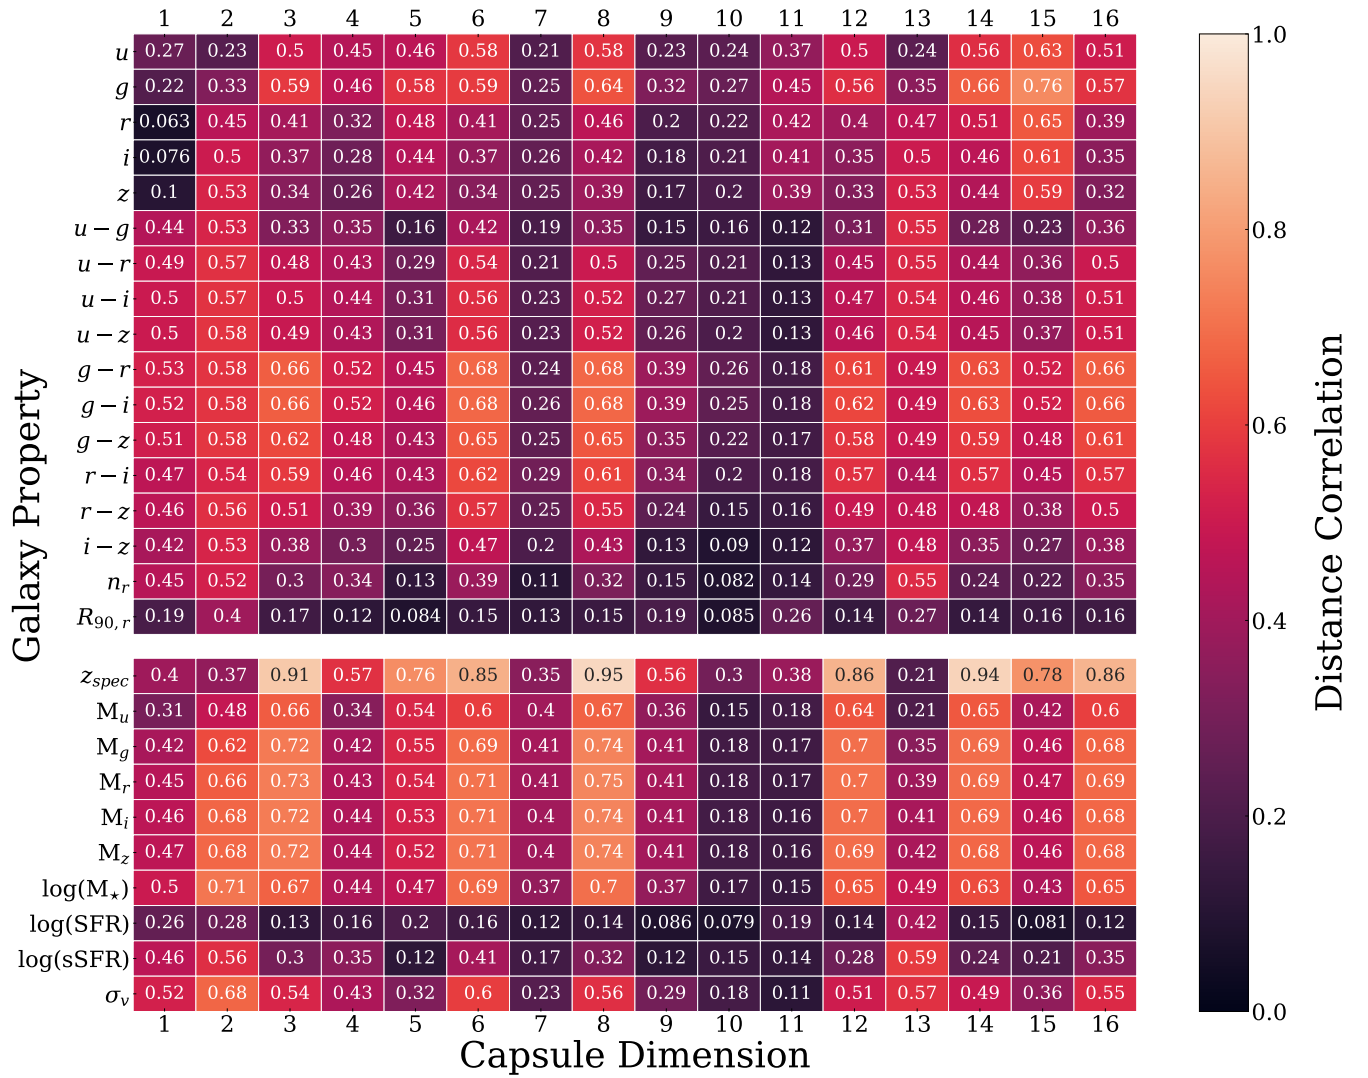 1 2 3 4 5 6 7 8 9 10 11 12 13 14 15 16
u 0.27 0.23 0.5 0.45 0.46 0.58 0.21 0.58 0.23 0.24 0.37 0.5 0.24 0.56 0.63 0.51
g 0.22 0.33 0.59 0.46 0.58 0.59 0.25 0.64 0.32 0.27 0.45 0.56 0.35 0.66 0.76 0.57
r 0.063 0.45 0.41 0.32 0.48 0.41 0.25 0.46 0.2 0.22 0.42 0.4 0.47 0.51 0.65 0.39
i 0.076 0.5 0.37 0.28 0.44 0.37 0.26 0.42 0.18 0.21 0.41 0.35 0.5 0.46 0.61 0.35
z 0.1 0.53 0.34 0.26 0.42 0.34 0.25 0.39 0.17 0.2 0.39 0.33 0.53 0.44 0.59 0.32
u − g 0.44 0.53 0.33 0.35 0.16 0.42 0.19 0.35 0.15 0.16 0.12 0.31 0.55 0.28 0.23 0.36
u − r 0.49 0.57 0.48 0.43 0.29 0.54 0.21 0.5 0.25 0.21 0.13 0.45 0.55 0.44 0.36 0.5
u − i 0.5 0.57 0.5 0.44 0.31 0.56 0.23 0.52 0.27 0.21 0.13 0.47 0.54 0.46 0.38 0.51
u − z 0.5 0.58 0.49 0.43 0.31 0.56 0.23 0.52 0.26 0.2 0.13 0.46 0.54 0.45 0.37 0.51
g − r 0.53 0.58 0.66 0.52 0.45 0.68 0.24 0.68 0.39 0.26 0.18 0.61 0.49 0.63 0.52 0.66
g − i 0.52 0.58 0.66 0.52 0.46 0.68 0.26 0.68 0.39 0.25 0.18 0.62 0.49 0.63 0.52 0.66
g − z 0.51 0.58 0.62 0.48 0.43 0.65 0.25 0.65 0.35 0.22 0.17 0.58 0.49 0.59 0.48 0.61
r − i 0.47 0.54 0.59 0.46 0.43 0.62 0.29 0.61 0.34 0.2 0.18 0.57 0.44 0.57 0.45 0.57
r − z 0.46 0.56 0.51 0.39 0.36 0.57 0.25 0.55 0.24 0.15 0.16 0.49 0.48 0.48 0.38 0.5
i − z 0.42 0.53 0.38 0.3 0.25 0.47 0.2 0.43 0.13 0.09 0.12 0.37 0.48 0.35 0.27 0.38
n_r 0.45 0.52 0.3 0.34 0.13 0.39 0.11 0.32 0.15 0.082 0.14 0.29 0.55 0.24 0.22 0.35
R_90,r 0.19 0.4 0.17 0.12 0.084 0.15 0.13 0.15 0.19 0.085 0.26 0.14 0.27 0.14 0.16 0.16
z_spec 0.4 0.37 0.91 0.57 0.76 0.85 0.35 0.95 0.56 0.3 0.38 0.86 0.21 0.94 0.78 0.86
M_u 0.31 0.48 0.66 0.34 0.54 0.6 0.4 0.67 0.36 0.15 0.18 0.64 0.21 0.65 0.42 0.6
M_g 0.42 0.62 0.72 0.42 0.55 0.69 0.41 0.74 0.41 0.18 0.17 0.7 0.35 0.69 0.46 0.68
M_r 0.45 0.66 0.73 0.43 0.54 0.71 0.41 0.75 0.41 0.18 0.17 0.7 0.39 0.69 0.47 0.69
M_i 0.46 0.68 0.72 0.44 0.53 0.71 0.4 0.74 0.41 0.18 0.16 0.7 0.41 0.69 0.46 0.68
M_z 0.47 0.68 0.72 0.44 0.52 0.71 0.4 0.74 0.41 0.18 0.16 0.69 0.42 0.68 0.46 0.68
log(M⋆) 0.5 0.71 0.67 0.44 0.47 0.69 0.37 0.7 0.37 0.17 0.15 0.65 0.49 0.63 0.43 0.65
log(SFR) 0.26 0.28 0.13 0.16 0.2 0.16 0.12 0.14 0.086 0.079 0.19 0.14 0.42 0.15 0.081 0.12
log(sSFR) 0.46 0.56 0.3 0.35 0.12 0.41 0.17 0.32 0.12 0.15 0.14 0.28 0.59 0.24 0.21 0.35
σ_v 0.52 0.68 0.54 0.43 0.32 0.6 0.23 0.56 0.29 0.18 0.11 0.51 0.57 0.49 0.36 0.55
1 2 3 4 5 6 7 8 9 10 11 12 13 14 15 16
Capsule Dimension
Galaxy Property
1.0
0.8
0.6
0.4
0.2
0.0
Distance Correlation